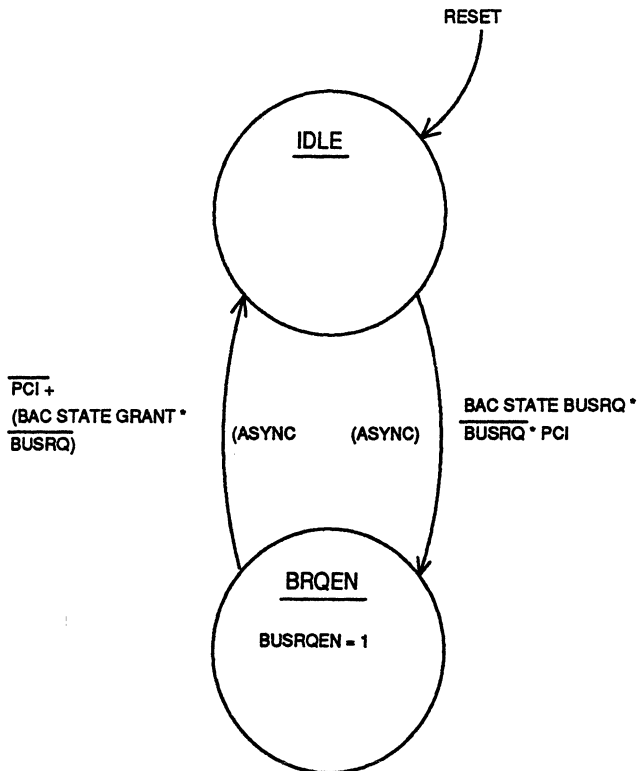 RESET
IDLE
PCI +
(BAC STATE GRANT *
BUSRQ)
(ASYNC
(ASYNC)
BAC STATE BUSRQ *
BUSRQ * PCI
BRQEN
BUSRQEN = 1